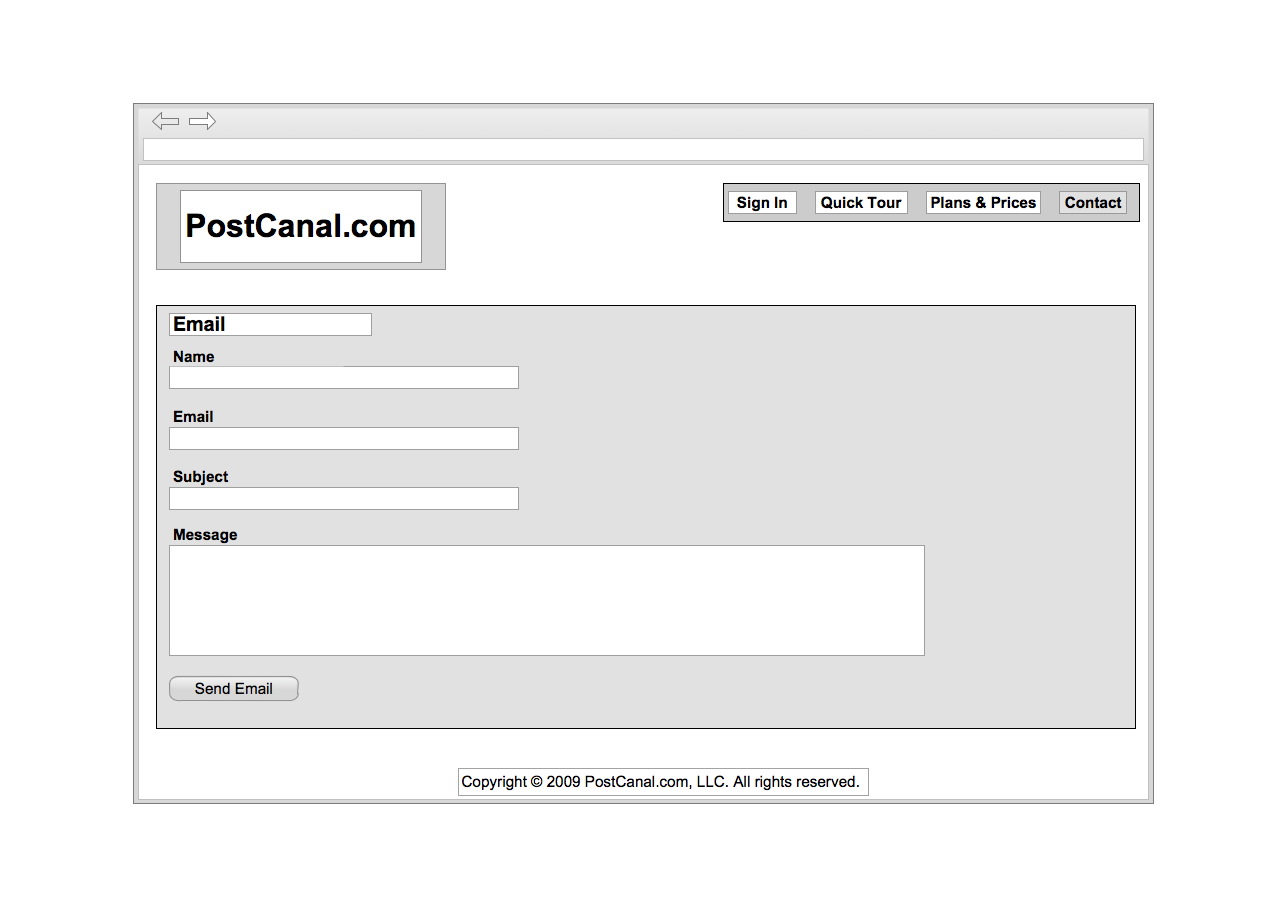 PostCanal.com
Sign In Quick Tour Plans & Prices Contact
Email
Name
Email
Subject
Message
Send Email
Copyright © 2009 PostCanal.com, LLC. All rights reserved.